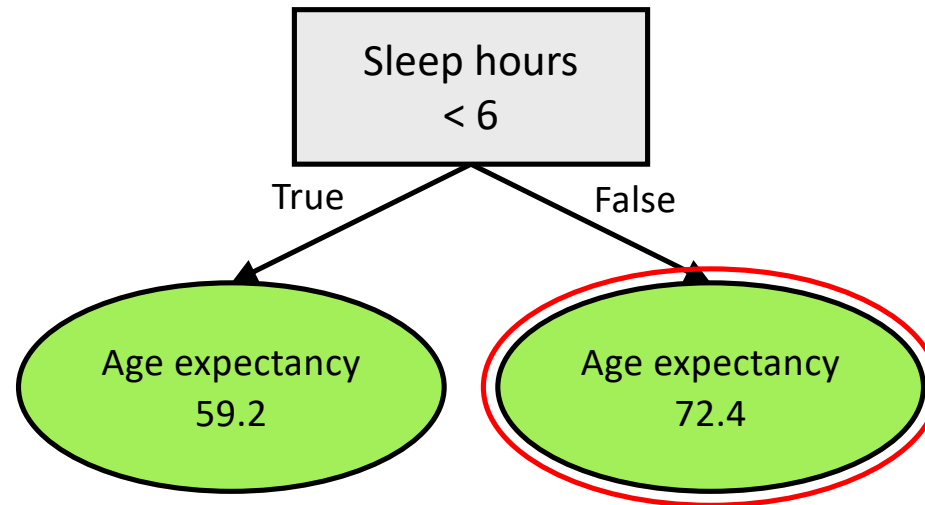 Sleep hours
< 6
True
False
Age expectancy
59.2
Age expectancy
72.4